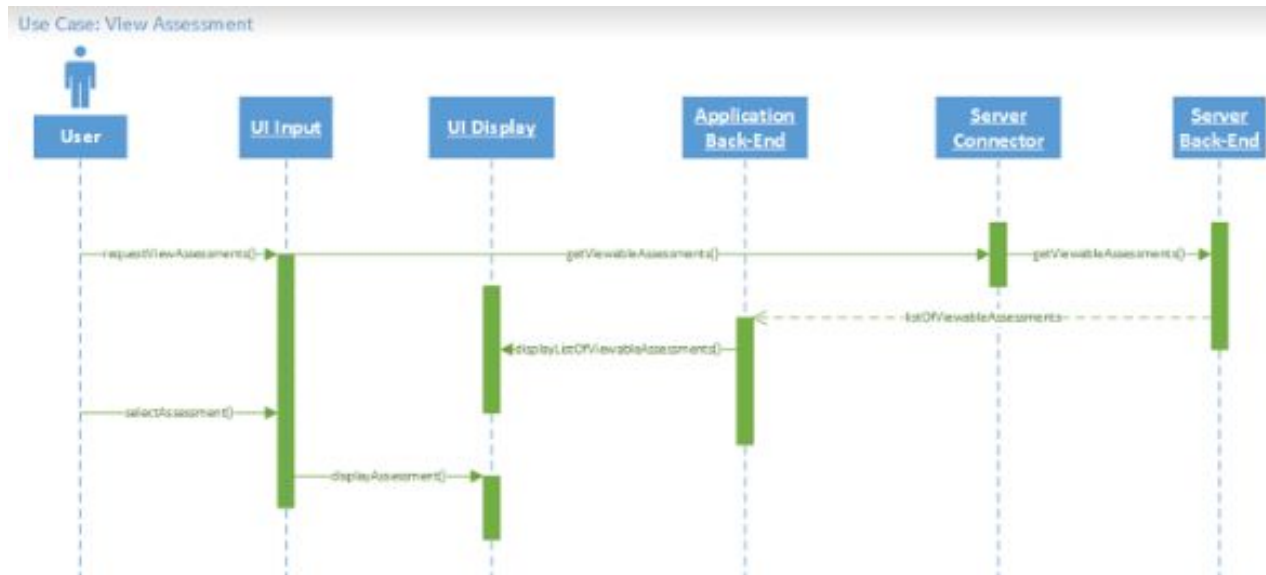 Use Case: View Assessment
User
UI Input
UI Display
Application
Back-End
Server
Connector
Server
Back-End
requestViewAssessments()
getViewableAssessments()
getViewableAssessments()
listOfViewableAssessments
displayListOfViewableAssessments()
selectAssessment()
displayAssessment()